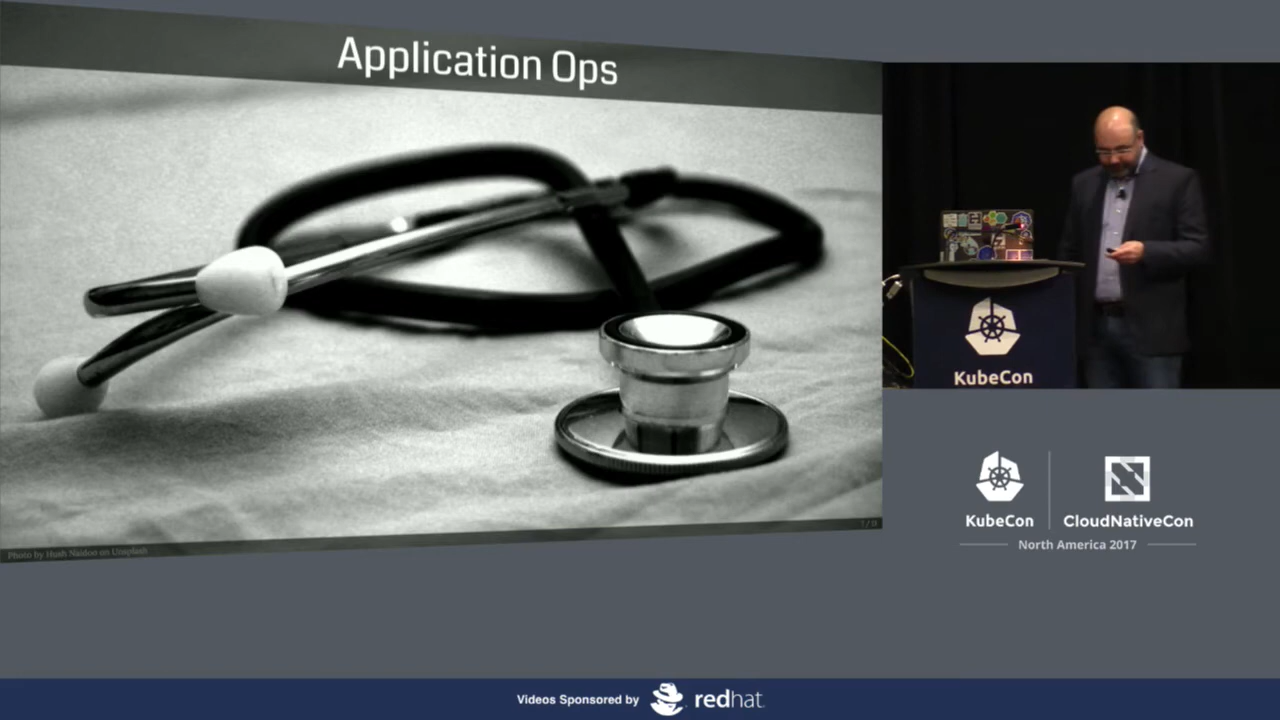 Application Ops
Photo by Hush Naidoo on Unsplash
KubeCon
KubeCon
CloudNativeCon
North America 2017
Videos Sponsored by
redhat